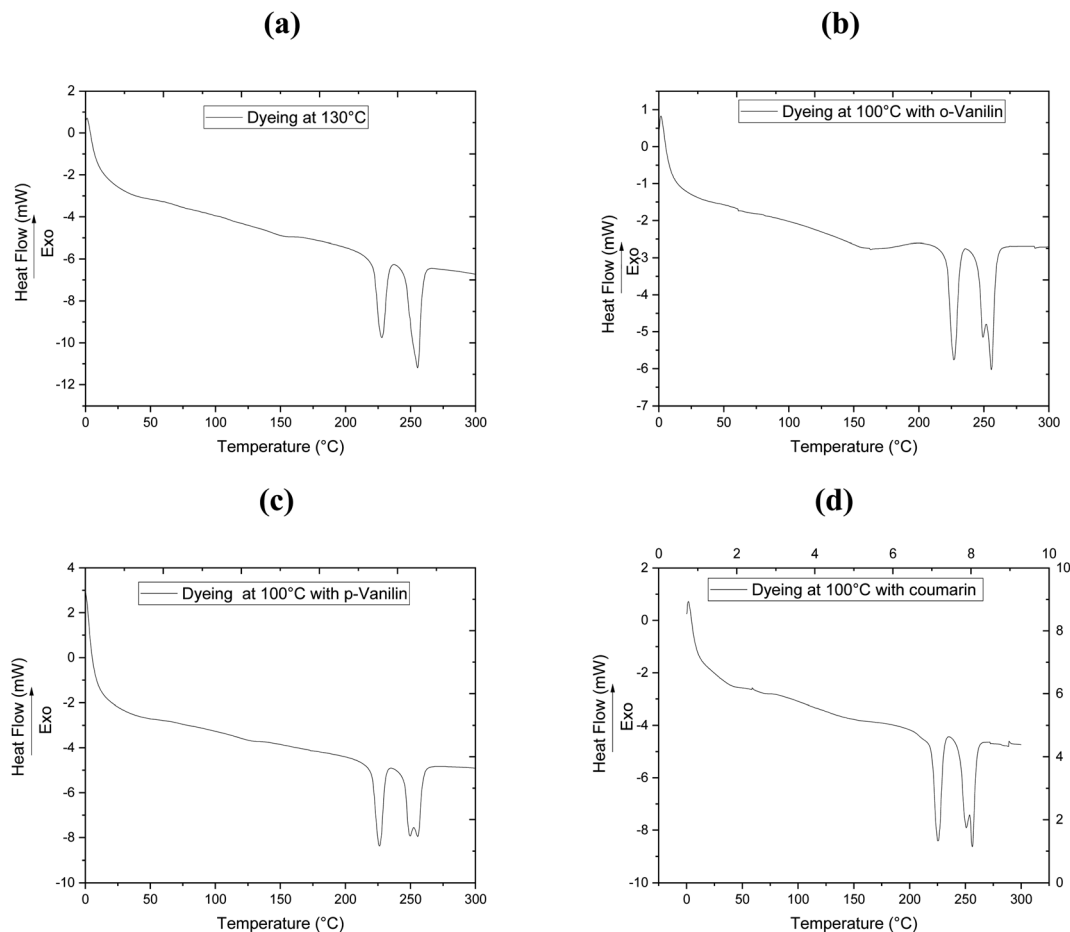 (a)
2
0
-2
-4
-6
-8
-10
-12
Heat Flow (mW)
Exo
Dyeing at 130°C
0 50 100 150 200 250 300
Temperature (°C)
(b)
1
0
-1
-2
-3
-4
-5
-6
-7
Heat Flow (mW)
Exo
Dyeing at 100°C with o-Vanilin
0 50 100 150 200 250 300
Temperature (°C)
(c)
4
2
0
-2
-4
-6
-8
-10
Heat Flow (mW)
Exo
Dyeing at 100°C with p-Vanilin
0 50 100 150 200 250 300
Temperature (°C)
(d)
0 2 4 6 8 10
2
0
-2
-4
-6
-8
-10
Heat Flow (mW)
Exo
Dyeing at 100°C with coumarin
10
8
6
4
2
0
0 50 100 150 200 250 300
Temperature (°C)